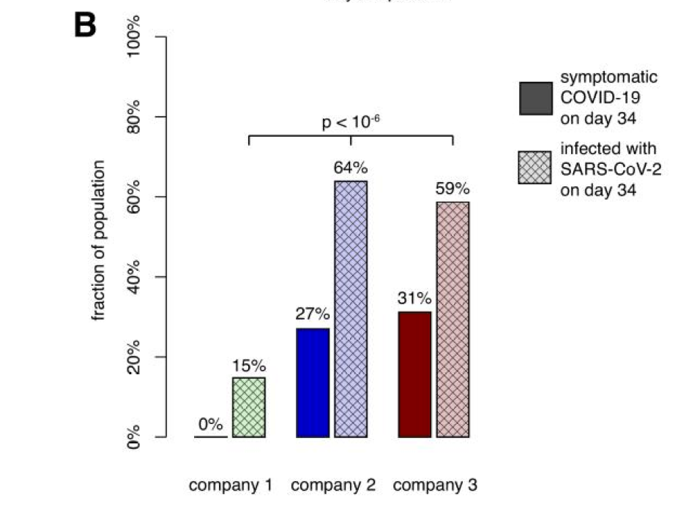 B
100%
80%
60%
40%
20%
0%
fraction of population
p < 10-6
0%
15%
27%
64%
31%
59%
company 1
company 2
company 3
symptomatic
COVID-19
on day 34
infected with
SARS-CoV-2
on day 34